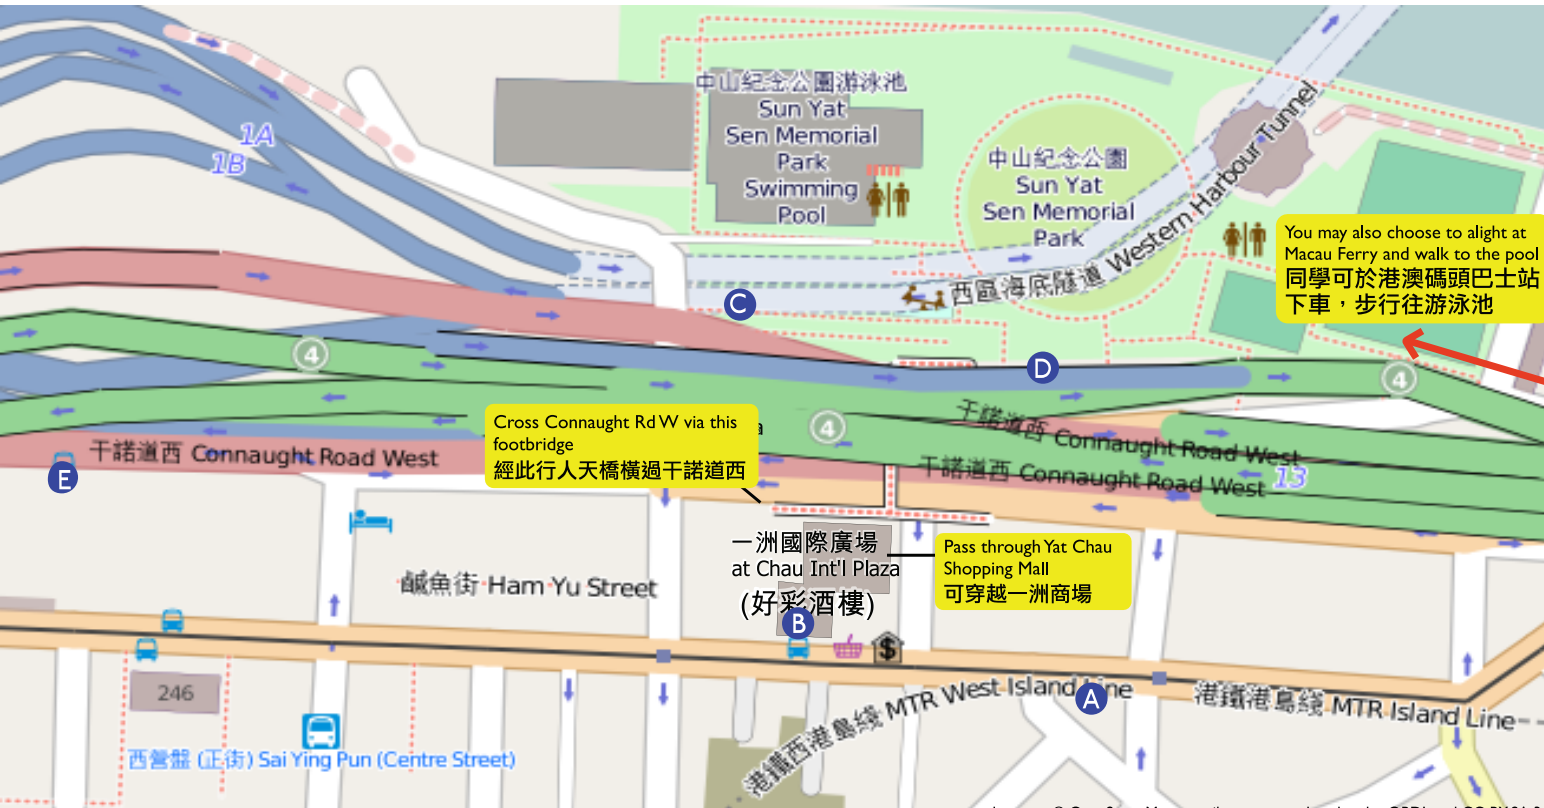 1A
1B
中山紀念公園游泳池
Sun Yat
Sen Memorial
Park
Swimming
Pool
中山紀念公園
Sun Yat
Sen Memorial
Park
西區海底隧道 Western Harbour Tunnel
You may also choose to alight at
Macau Ferry and walk to the pool
同學可於港澳碼頭巴士站
下車，步行往游泳池
C
4
D
4
4
Cross Connaught Rd W via this
footbridge
經此行人天橋橫過干諾道西
a
干諾道西 Connaught Road West
干諾道西 Connaught Road West
干諾道西 Connaught Road West
13
E
一洲國際廣場
at Chau Int'l Plaza
(好彩酒樓)
Pass through Yat Chau
Shopping Mall
可穿越一洲商場
鹹魚街 Ham Yu Street
B
$
A
246
港鐵西港島綫 MTR West Island Line
港鐵港島綫 MTR Island Line
西營盤 (正街) Sai Ying Pun (Centre Street)